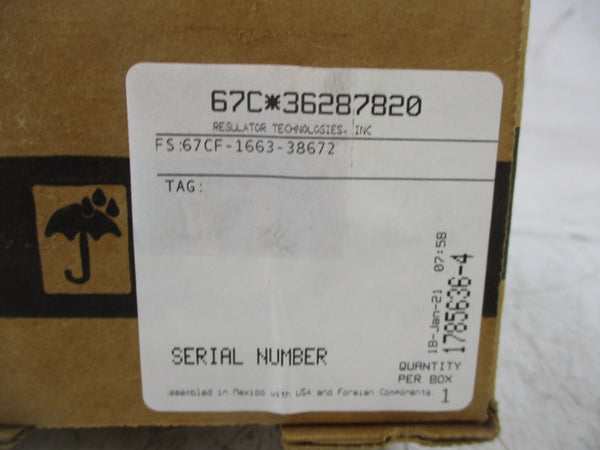 67C*36287820
REGULATOR TECHNOLOGIES, INC
FS:67CF-1663-38672
TAG:
18-Jan-21 07:58
1785636-4
SERIAL NUMBER
QUANTITY
PER BOX
1
Assembled in Mexico with USA and Foreign Components.